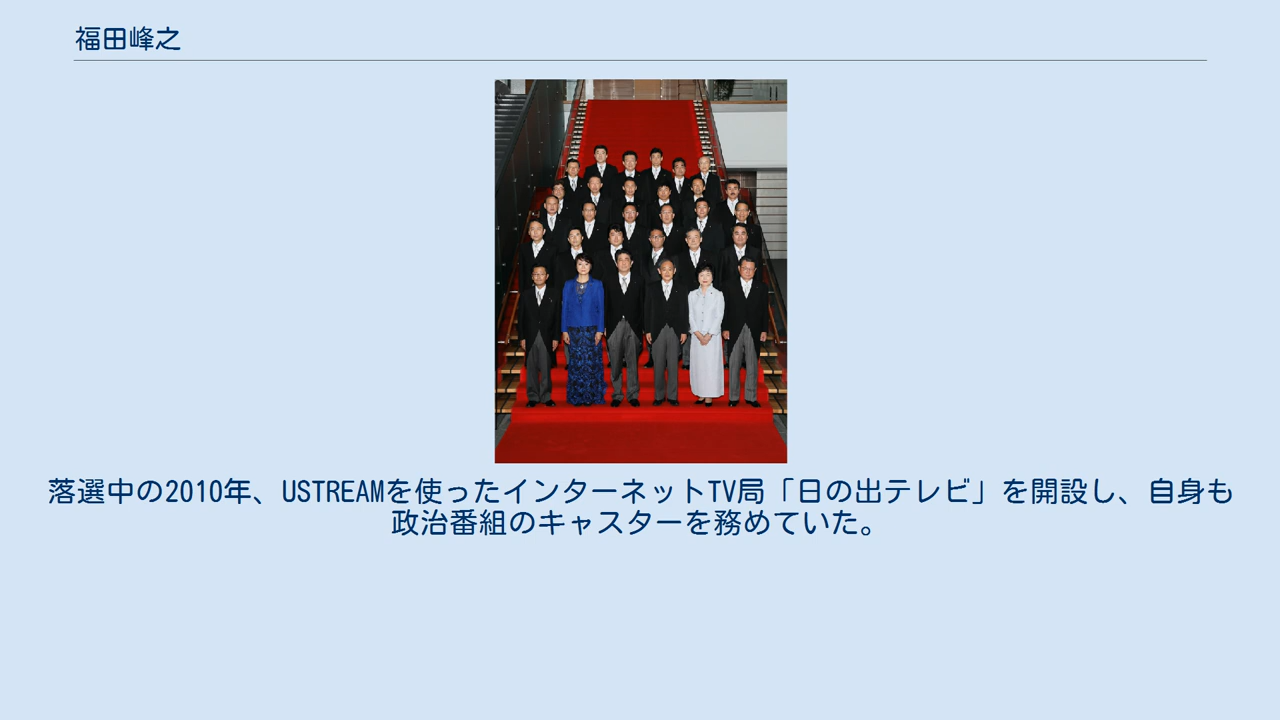 福田峰之
落選中の2010年、USTREAMを使ったインターネットTV局「日の出テレビ」を開設し、自身も
政治番組のキャスターを務めていた。